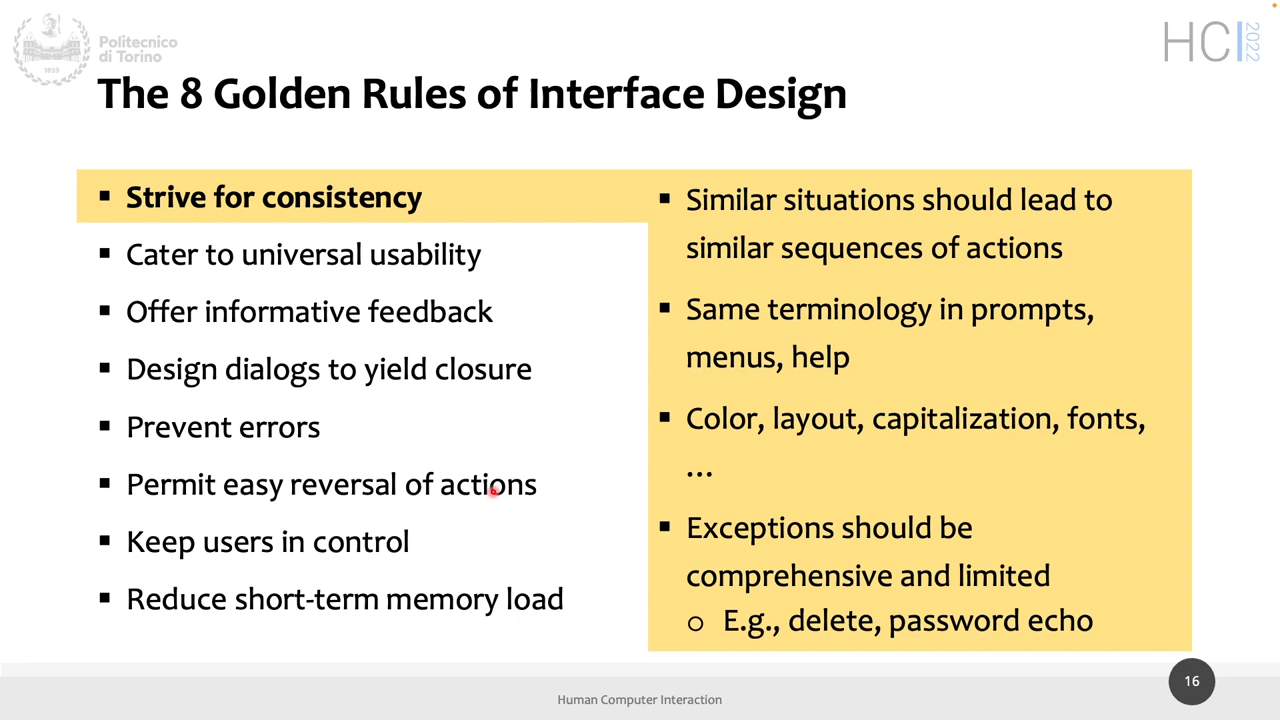 Politecnico
di Torino
1859
HCI 2022
The 8 Golden Rules of Interface Design
▪ Strive for consistency
▪ Cater to universal usability
▪ Offer informative feedback
▪ Design dialogs to yield closure
▪ Prevent errors
▪ Permit easy reversal of actions
▪ Keep users in control
▪ Reduce short-term memory load
▪ Similar situations should lead to
similar sequences of actions
▪ Same terminology in prompts,
menus, help
▪ Color, layout, capitalization, fonts,
…
▪ Exceptions should be
comprehensive and limited
o E.g., delete, password echo
Human Computer Interaction
16